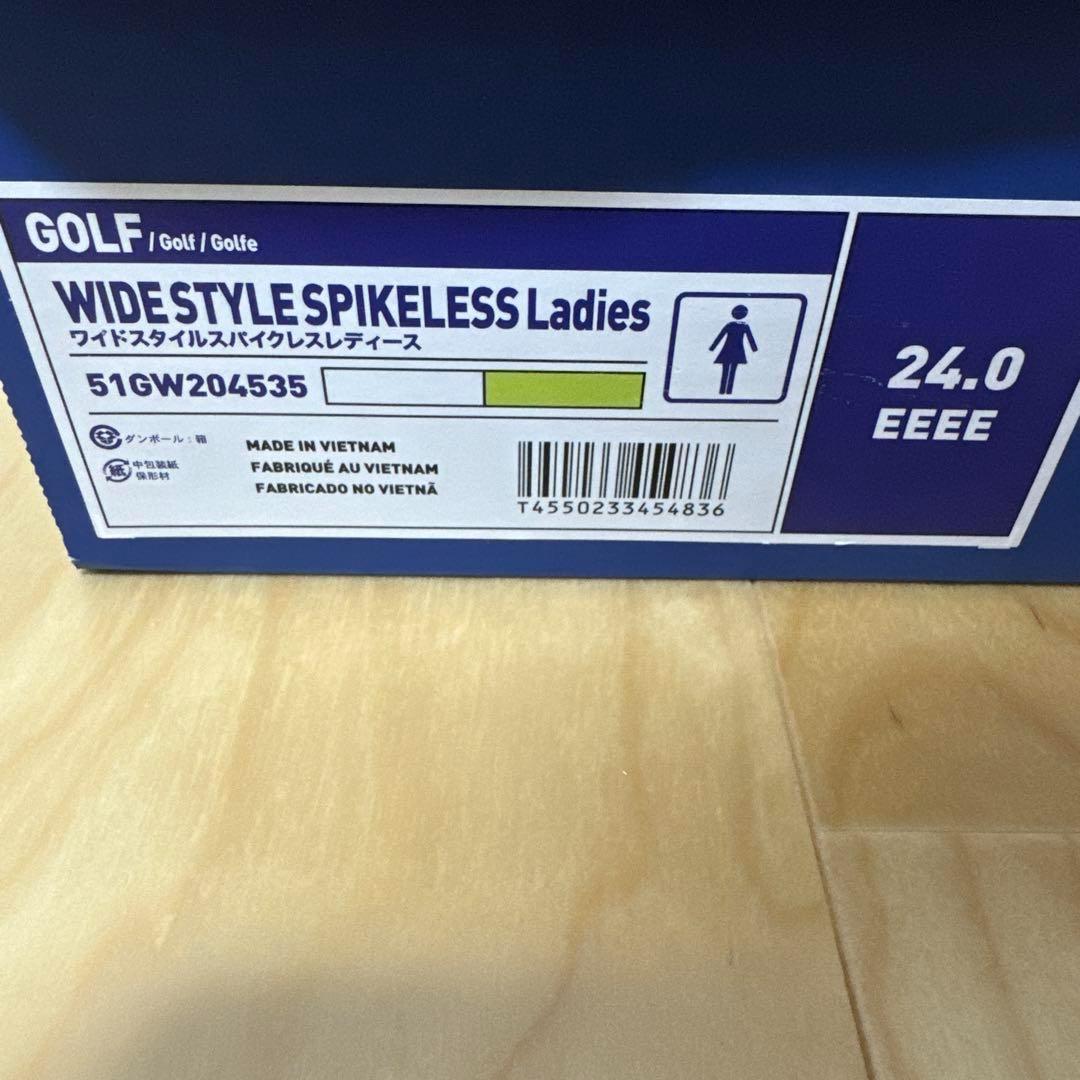 GOLF / Golf / Golfe
WIDE STYLE SPIKELESS Ladies
ワイドスタイルスパイクレスレディース
51GW204535
24.0
EEEE
ダンボール：箱
紙 中包装紙
保形材
MADE IN VIETNAM
FABRIQUÉ AU VIETNAM
FABRICADO NO VIETNÃ
T4550233454836